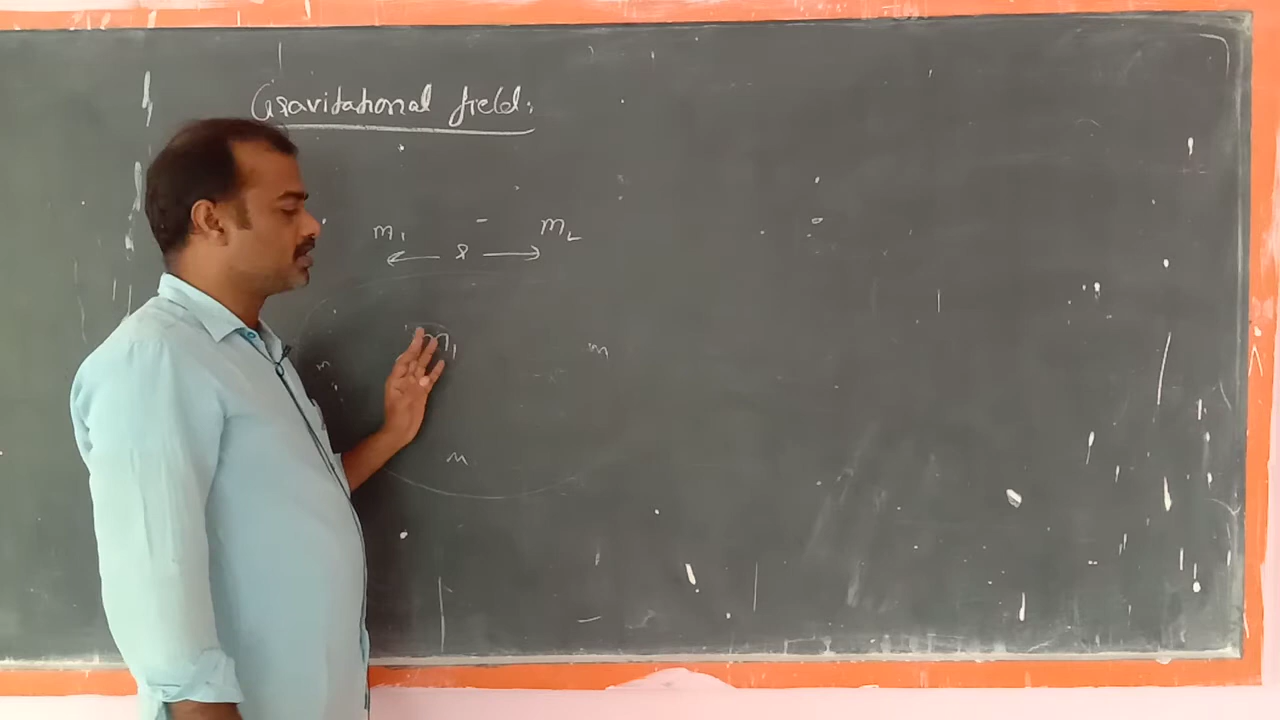 Gravitational field:
m₁ m₂
← r →
m₁ m
m
m